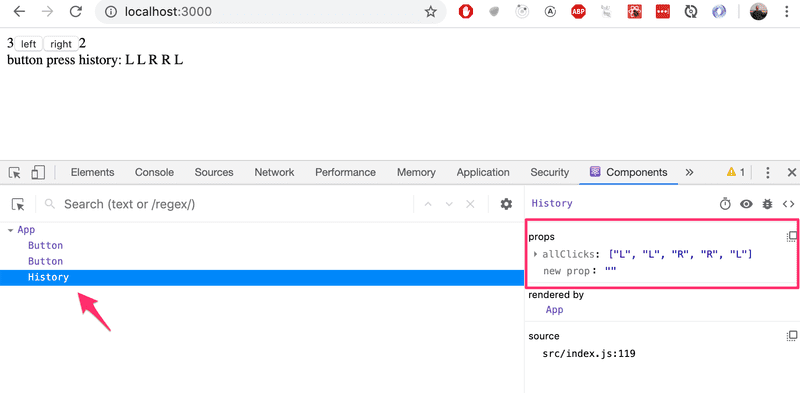 localhost:3000
ABP
3 left right 2
button press history: L L R R L
Elements Console Sources Network Performance Memory Application Security Components » 1
Search (text or /regex/)
App
Button
Button
History
History
props
allClicks: ["L", "L", "R", "R", "L"]
new prop: ""
rendered by
App
source
src/index.js:119